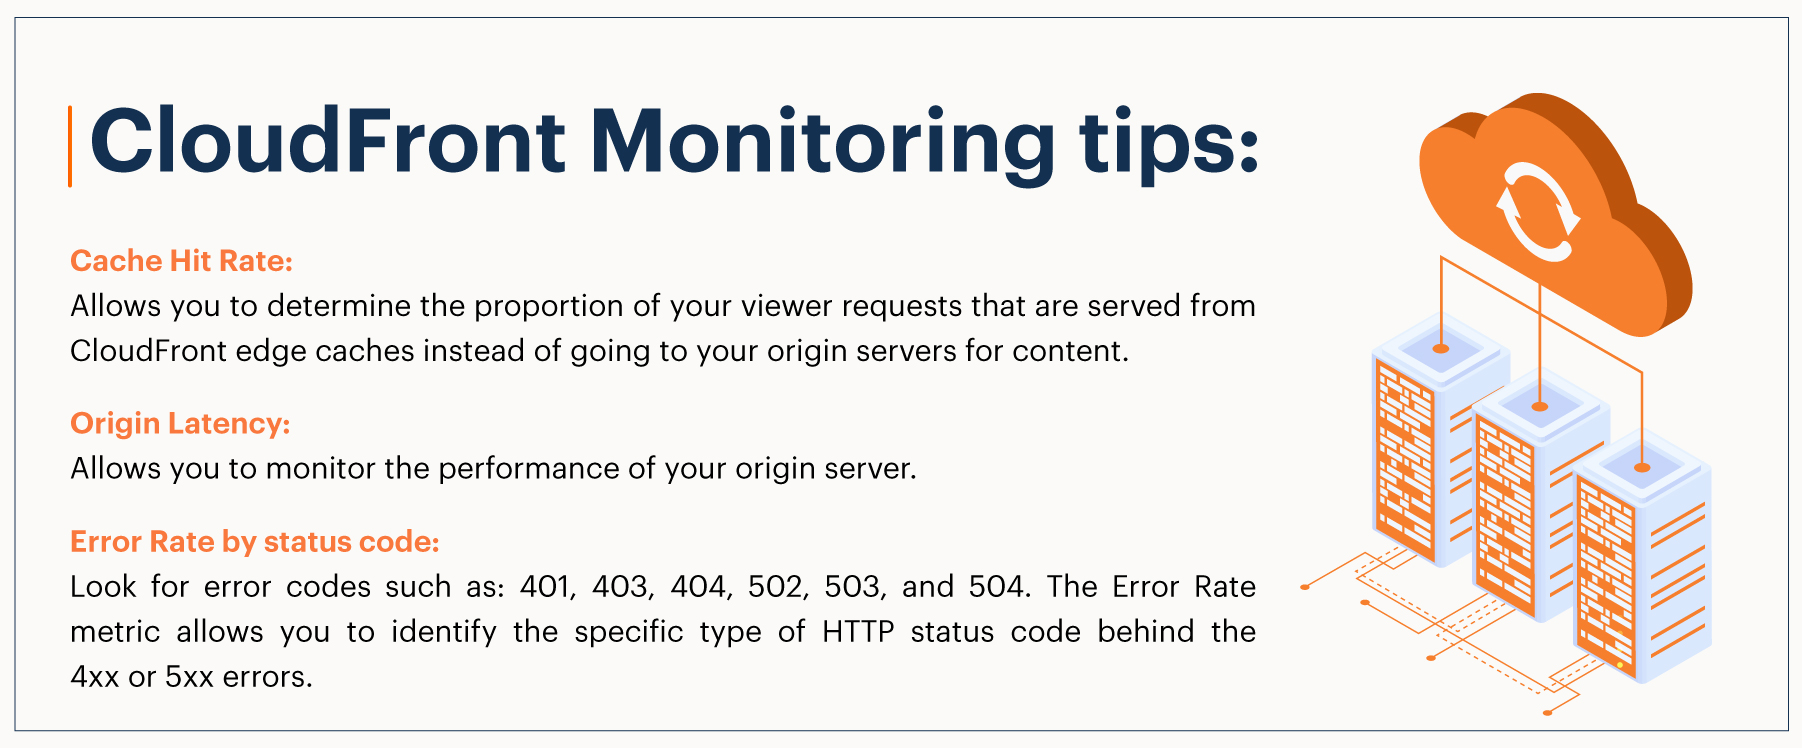 CloudFront Monitoring tips:
Cache Hit Rate:
Allows you to determine the proportion of your viewer requests that are served from
CloudFront edge caches instead of going to your origin servers for content.
Origin Latency:
Allows you to monitor the performance of your origin server.
Error Rate by status code:
Look for error codes such as: 401, 403, 404, 502, 503, and 504. The Error Rate
metric allows you to identify the specific type of HTTP status code behind the
4xx or 5xx errors.